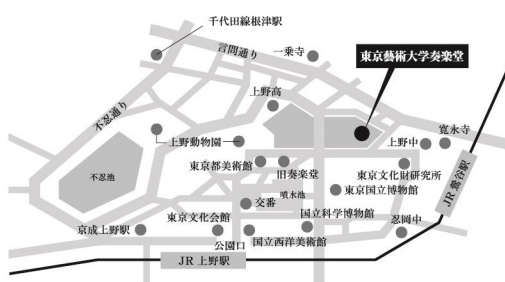 千代田線根津駅
言問通り
一乗寺
東京藝術大学奏楽堂
上野高
不忍通り
上野動物園
上野中
寛永寺
東京都美術館
旧奏楽堂
東京文化財研究所
不忍池
噴水池
東京国立博物館
JR 鶯谷駅
交番
東京文化会館
国立科学博物館
忍岡中
京成上野駅
公園口
国立西洋美術館
JR 上野駅